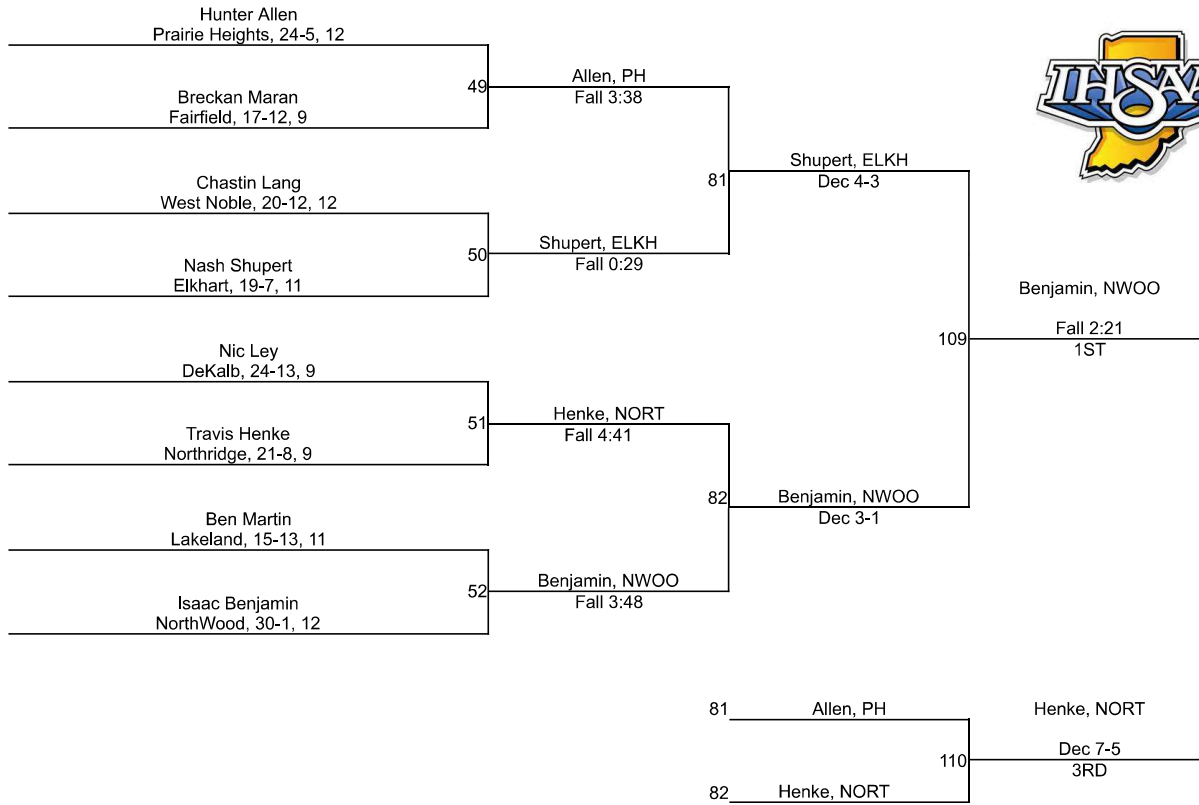 Hunter Allen
Prairie Heights, 24-5, 12
Breckan Maran
Fairfield, 17-12, 9
49
Allen, PH
Fall 3:38
Chastin Lang
West Noble, 20-12, 12
Nash Shupert
Elkhart, 19-7, 11
50
Shupert, ELKH
Fall 0:29
81
Shupert, ELKH
Dec 4-3
Nic Ley
DeKalb, 24-13, 9
Travis Henke
Northridge, 21-8, 9
51
Henke, NORT
Fall 4:41
Ben Martin
Lakeland, 15-13, 11
Isaac Benjamin
NorthWood, 30-1, 12
52
Benjamin, NWOO
Fall 3:48
82
Benjamin, NWOO
Dec 3-1
109
Benjamin, NWOO
Fall 2:21
1ST
IHSAA
81
Allen, PH
82
Henke, NORT
110
Henke, NORT
Dec 7-5
3RD